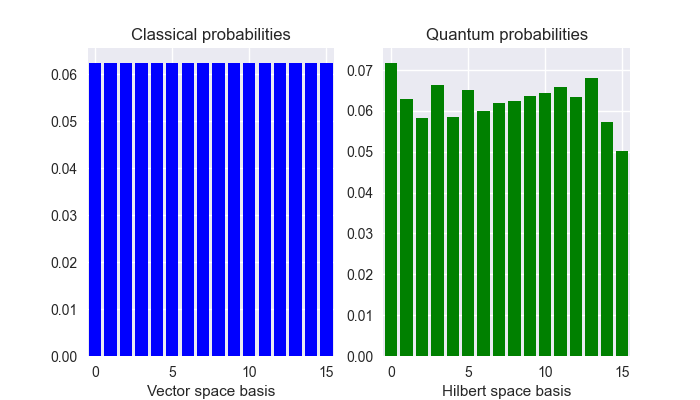 Classical probabilities
0.06
0.05
0.04
0.03
0.02
0.01
0.00
0 5 10 15
Vector space basis
Quantum probabilities
0.07
0.06
0.05
0.04
0.03
0.02
0.01
0.00
0 5 10 15
Hilbert space basis